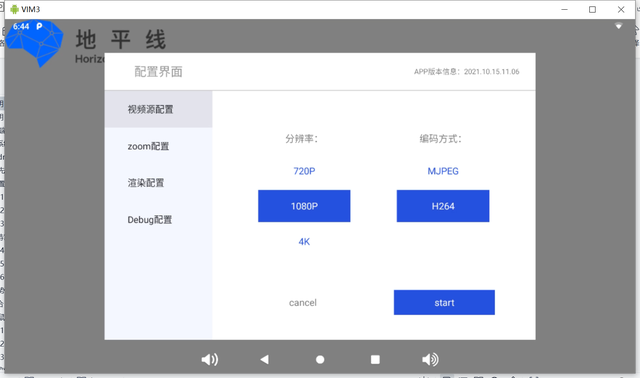 VIM3
6:44
地平线
Horize
配置界面
APP版本信息：2021.10.15.11.06
视频源配置
zoom配置
渲染配置
Debug配置
分辨率：
720P
1080P
4K
编码方式：
MJPEG
H264
cancel
start